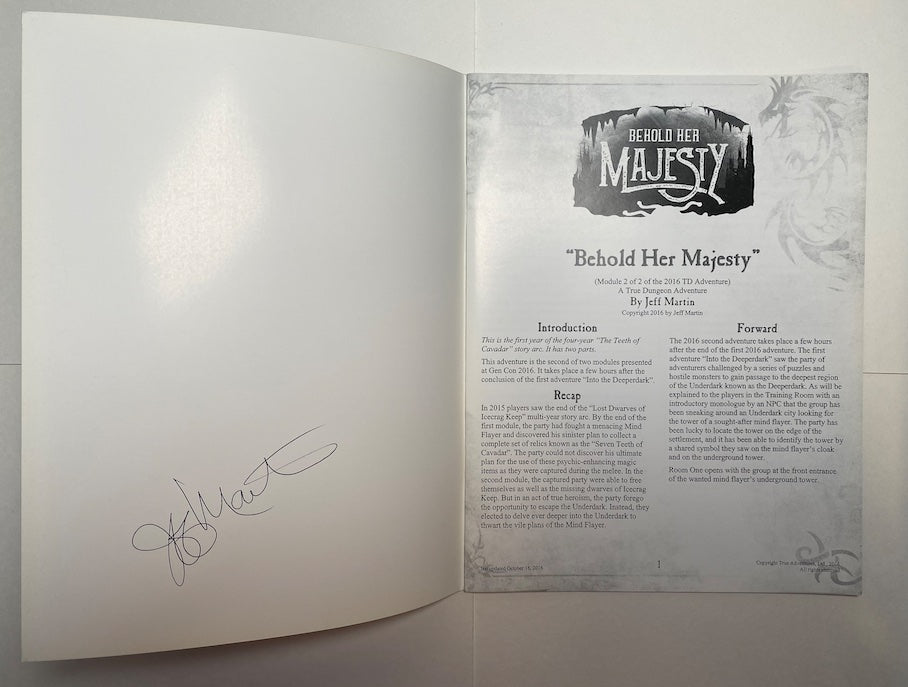 Jeff Martin
BEHOLD HER
MAJESTY
“Behold Her Majesty”
(Module 2 of 2 of the 2016 TD Adventure)
A True Dungeon Adventure
By Jeff Martin
Copyright 2016 by Jeff Martin
Introduction
This is the first year of the four-year "The Teeth of
Cavadar" story arc. It has two parts.
This adventure is the second of two modules presented
at Gen Con 2016. It takes place a few hours after the
conclusion of the first adventure “Into the Deeperdark”.
Recap
In 2015 players saw the end of the “Lost Dwarves of
Icecrag Keep” multi-year story arc. By the end of the
first module, the party had fought a menacing Mind
Flayer and discovered his sinister plan to collect a
complete set of relics known as the “Seven Teeth of
Cavadar”. The party could not discover his ultimate
plan for the use of these psychic-enhancing magic
items as they were captured during the melee. In the
second module, the captured party were able to free
themselves as well as the missing dwarves of Icecrag
Keep. But in an act of true heroism, the party forego
the opportunity to escape the Underdark. Instead, they
elected to delve ever deeper into the Underdark to
thwart the vile plans of the Mind Flayer.
Forward
The 2016 second adventure takes place a few hours
after the end of the first 2016 adventure. The first
adventure “Into the Deeperdark” saw the party of
adventurers challenged by a series of puzzles and
hostile monsters to gain passage to the deepest region
of the Underdark known as the Deeperdark. As will be
explained to the players in the Training Room with an
introductory monologue by an NPC that the group has
been sneaking around an Underdark city looking for
the tower of a sought-after mind flayer. The party has
been lucky to locate the tower on the edge of the
settlement, and it has been able to identify the tower by
a shared symbol they saw on the mind flayer’s cloak
and on the underground tower.
Room One opens with the group at the front entrance
of the wanted mind flayer’s underground tower.
updated October 16, 2016
1
Copyright True Adventures, Ltd., 2016
All rights reserved